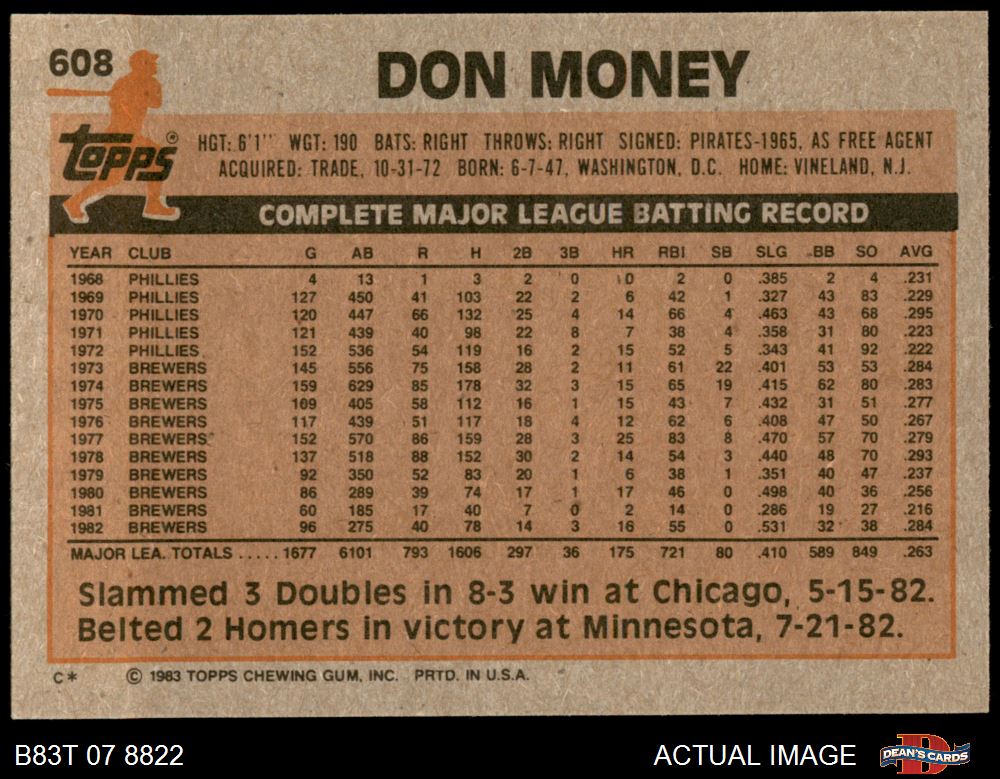 608
DON MONEY
Topps®
HGT: 6'1" WGT: 190 BATS: RIGHT THROWS: RIGHT SIGNED: PIRATES-1965, AS FREE AGENT
ACQUIRED: TRADE, 10-31-72 BORN: 6-7-47, WASHINGTON, D.C. HOME: VINELAND, N.J.
COMPLETE MAJOR LEAGUE BATTING RECORD
YEAR CLUB G AB R H 2B 3B HR RBI SB SLG BB SO AVG
1968 PHILLIES 4 13 1 3 2 0 0 2 0 .385 2 4 .231
1969 PHILLIES 127 450 41 103 22 2 6 42 1 .327 43 83 .229
1970 PHILLIES 120 447 66 132 25 4 14 66 4 .463 43 68 .295
1971 PHILLIES 121 439 40 98 22 8 7 38 4 .358 31 80 .223
1972 PHILLIES 152 536 54 119 16 2 15 52 5 .343 41 92 .222
1973 BREWERS 145 556 75 158 28 2 11 61 22 .401 53 53 .284
1974 BREWERS 159 629 85 178 32 3 15 65 19 .415 62 80 .283
1975 BREWERS 109 405 58 112 16 1 15 43 7 .432 31 51 .277
1976 BREWERS 117 439 51 117 18 4 12 62 6 .408 47 50 .267
1977 BREWERS 152 570 86 159 28 3 25 83 8 .470 57 70 .279
1978 BREWERS 137 518 88 152 30 2 14 54 3 .440 48 70 .293
1979 BREWERS 92 350 52 83 20 1 6 38 1 .351 40 47 .237
1980 BREWERS 86 289 39 74 17 1 17 46 0 .498 40 36 .256
1981 BREWERS 60 185 17 40 7 0 2 14 0 .286 19 27 .216
1982 BREWERS 96 275 40 78 14 3 16 55 0 .531 32 38 .284
MAJOR LEA. TOTALS ..... 1677 6101 793 1606 297 36 175 721 80 .410 589 849 .263
Slammed 3 Doubles in 8-3 win at Chicago, 5-15-82.
Belted 2 Homers in victory at Minnesota, 7-21-82.
C* © 1983 TOPPS CHEWING GUM, INC. PRTD. IN U.S.A.
B83T 07 8822
ACTUAL IMAGE
D
DEAN'S CARDS